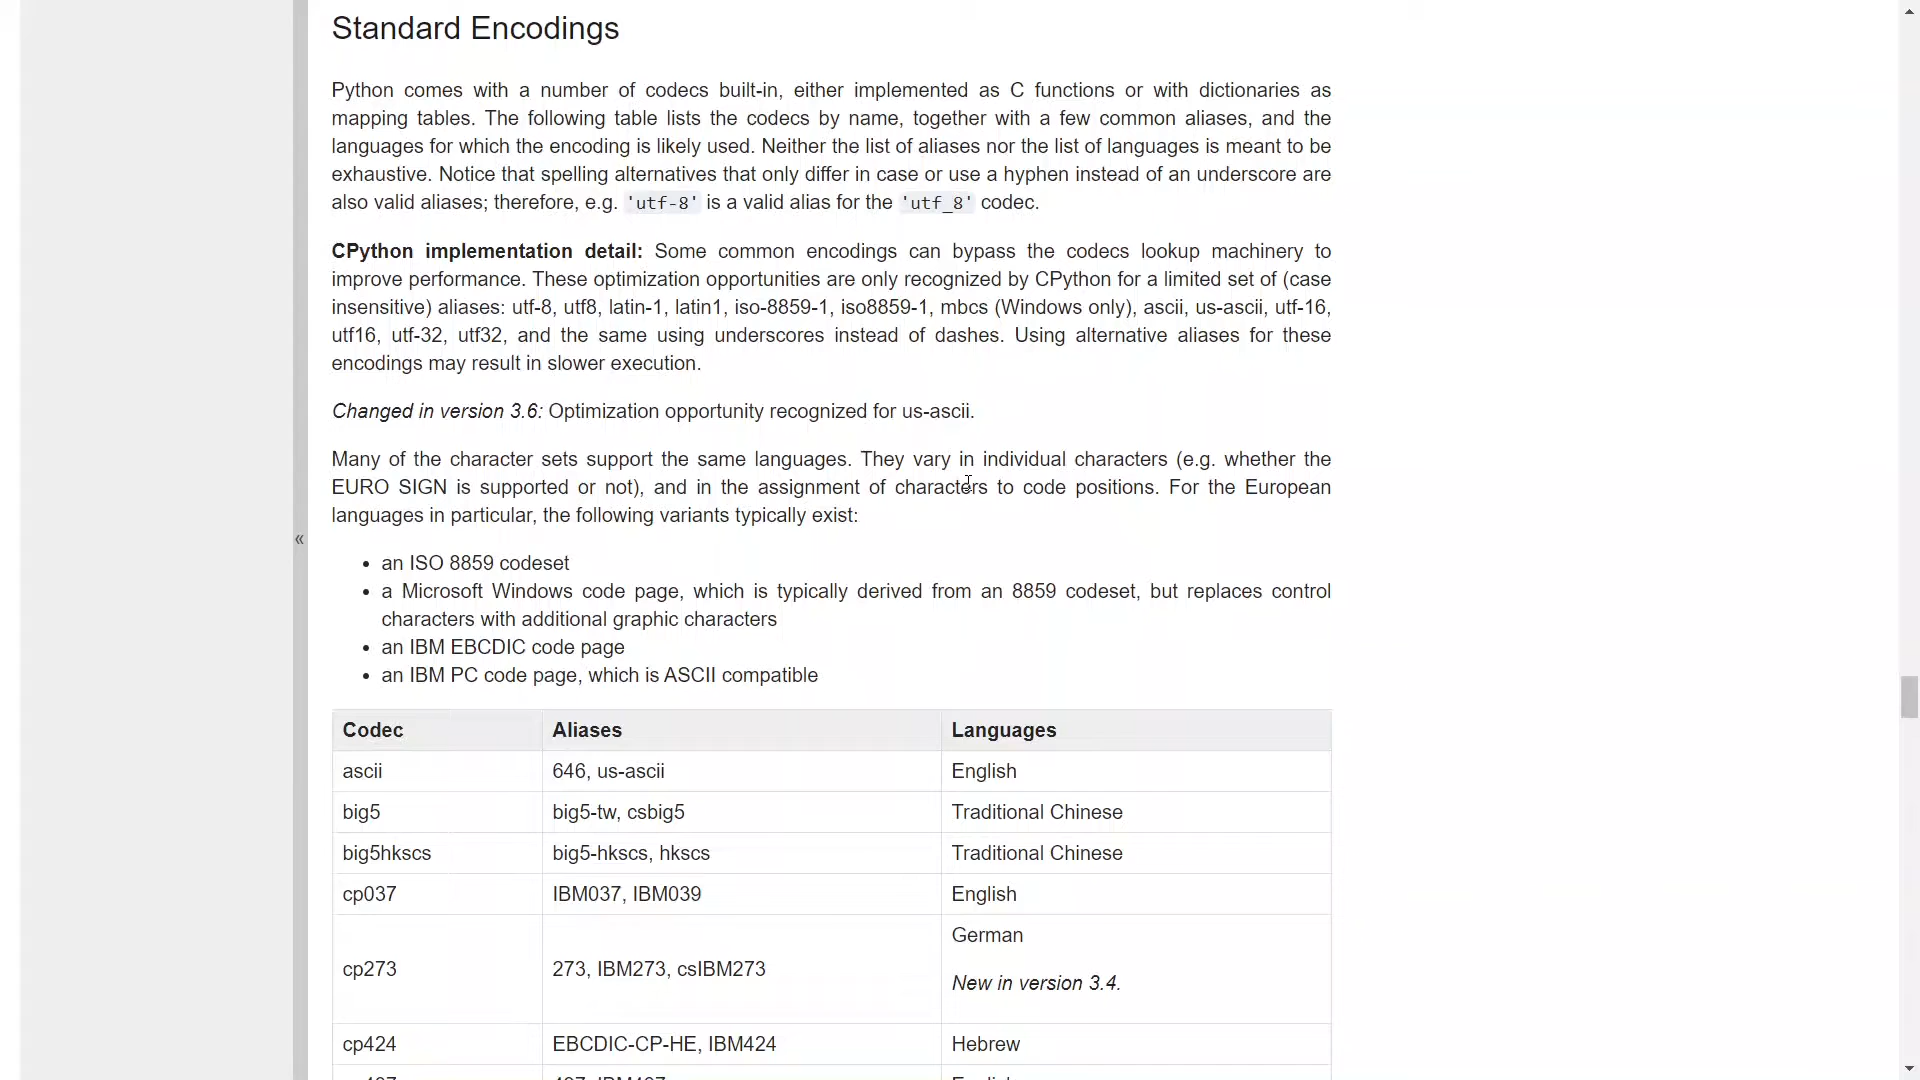 Standard Encodings
Python comes with a number of codecs built-in, either implemented as C functions or with dictionaries as
mapping tables. The following table lists the codecs by name, together with a few common aliases, and the
languages for which the encoding is likely used. Neither the list of aliases nor the list of languages is meant to be
exhaustive. Notice that spelling alternatives that only differ in case or use a hyphen instead of an underscore are
also valid aliases; therefore, e.g. 'utf-8' is a valid alias for the 'utf_8' codec.
CPython implementation detail: Some common encodings can bypass the codecs lookup machinery to
improve performance. These optimization opportunities are only recognized by CPython for a limited set of (case
insensitive) aliases: utf-8, utf8, latin-1, latin1, iso-8859-1, iso8859-1, mbcs (Windows only), ascii, us-ascii, utf-16,
utf16, utf-32, utf32, and the same using underscores instead of dashes. Using alternative aliases for these
encodings may result in slower execution.
Changed in version 3.6: Optimization opportunity recognized for us-ascii.
Many of the character sets support the same languages. They vary in individual characters (e.g. whether the
EURO SIGN is supported or not), and in the assignment of characters to code positions. For the European
languages in particular, the following variants typically exist:
«
• an ISO 8859 codeset
• a Microsoft Windows code page, which is typically derived from an 8859 codeset, but replaces control
characters with additional graphic characters
• an IBM EBCDIC code page
• an IBM PC code page, which is ASCII compatible
Codec Aliases Languages
ascii 646, us-ascii English
big5 big5-tw, csbig5 Traditional Chinese
big5hkscs big5-hkscs, hkscs Traditional Chinese
cp037 IBM037, IBM039 English
German
cp273 273, IBM273, csIBM273
New in version 3.4.
cp424 EBCDIC-CP-HE, IBM424 Hebrew